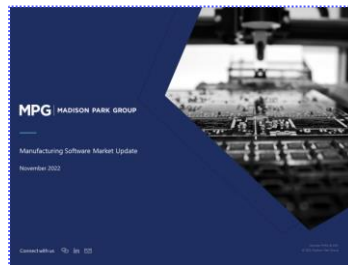 MPG | MADISON PARK GROUP
Manufacturing Software Market Update
November 2022
Connect with us